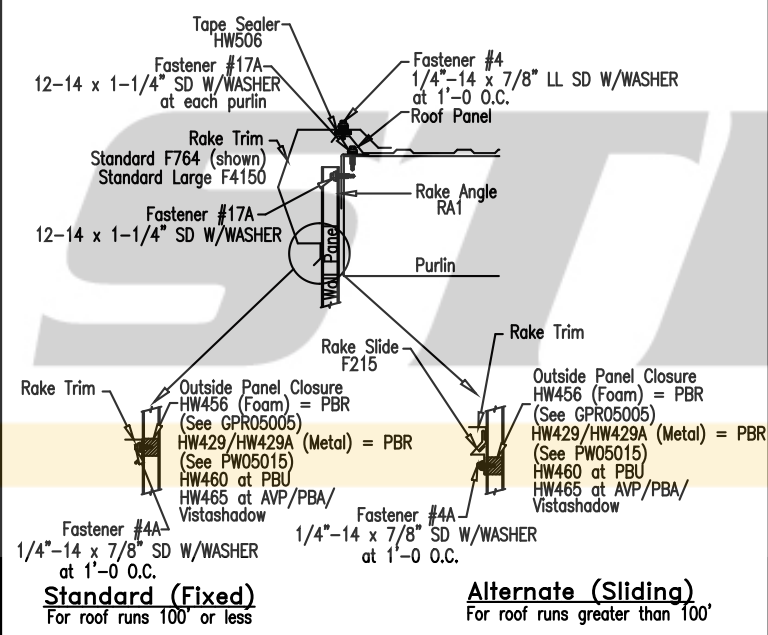 Tape Sealer
HW506
Fastener #17A
12-14 x 1-1/4" SD W/WASHER
at each purlin
Fastener #4
1/4"-14 x 7/8" LL SD W/WASHER
at 1'-0 O.C.
Roof Panel
Rake Trim
Standard F764 (shown)
Standard Large F4150
Rake Angle
RA1
Fastener #17A
12-14 x 1-1/4" SD W/WASHER
Wall Panel
Purlin
Rake Slide
F215
Rake Trim
Rake Trim
Outside Panel Closure
HW456 (Foam) = PBR
(See GPR05005)
HW429/HW429A (Metal) = PBR
(See PW05015)
HW460 at PBU
HW465 at AVP/PBA/
Vistashadow
Fastener #4A
1/4"-14 x 7/8" SD W/WASHER
at 1'-0 O.C.
Standard (Fixed)
For roof runs 100' or less
Outside Panel Closure
HW456 (Foam) = PBR
(See GPR05005)
HW429/HW429A (Metal) = PBR
(See PW05015)
HW460 at PBU
HW465 at AVP/PBA/
Vistashadow
Fastener #4A
1/4"-14 x 7/8" SD W/WASHER
at 1'-0 O.C.
Alternate (Sliding)
For roof runs greater than 100'